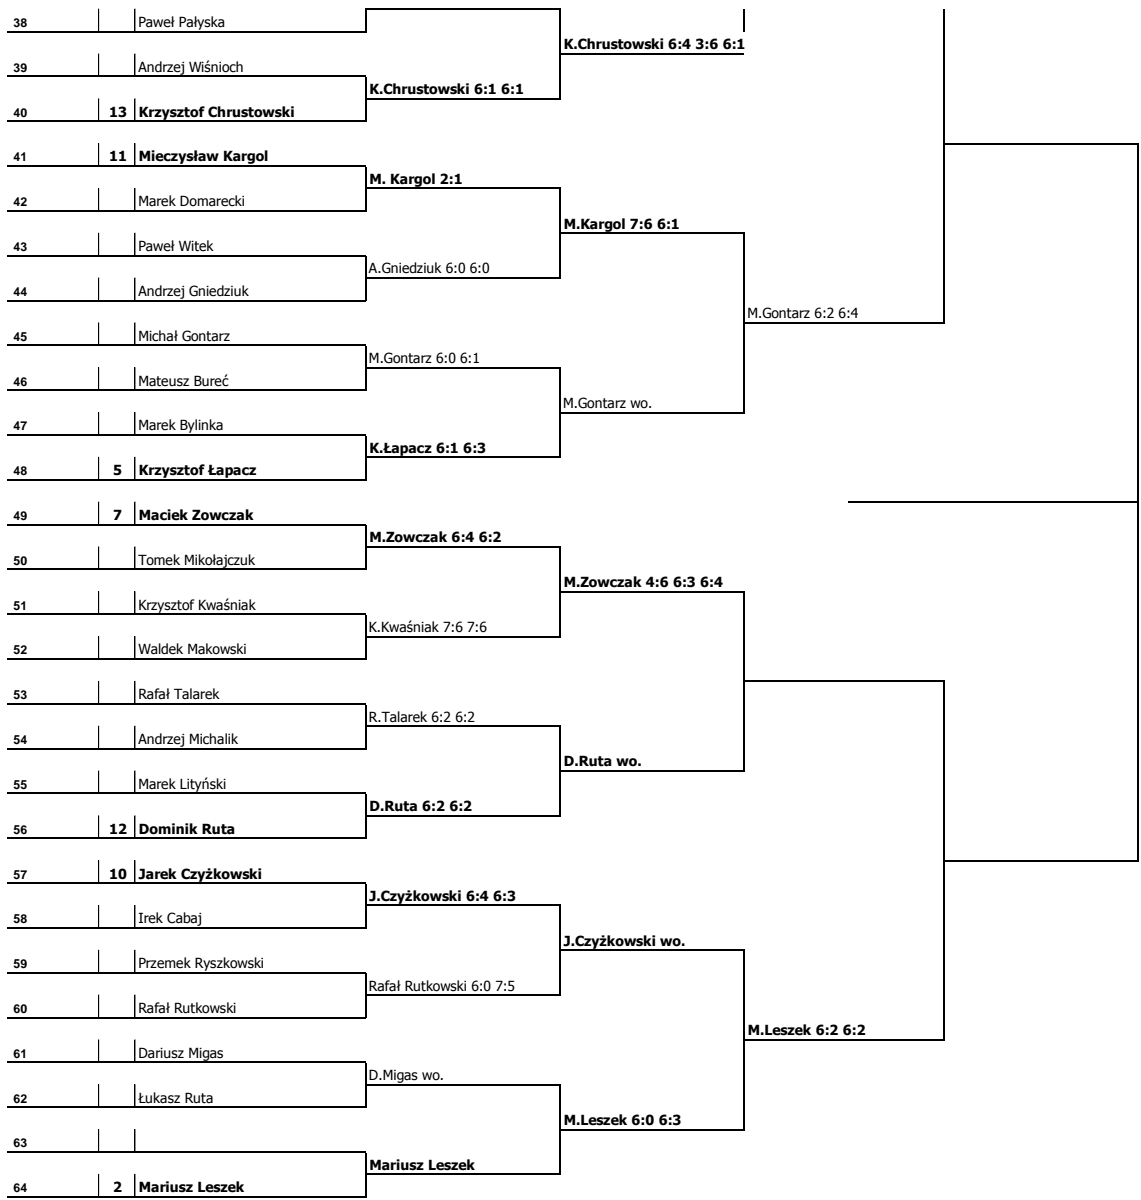 38 Paweł Pałyska
K.Chrustowski 6:4 3:6 6:1
39 Andrzej Wiśnioch
K.Chrustowski 6:1 6:1
40 13 Krzysztof Chrustowski
41 11 Mieczysław Kargol
M. Kargol 2:1
42 Marek Domarecki
M.Kargol 7:6 6:1
43 Paweł Witek
A.Gniedziuk 6:0 6:0
44 Andrzej Gniedziuk
M.Gontarz 6:2 6:4
45 Michał Gontarz
M.Gontarz 6:0 6:1
46 Mateusz Bureć
M.Gontarz wo.
47 Marek Bylinka
K.Łapacz 6:1 6:3
48 5 Krzysztof Łapacz
49 7 Maciek Zowczak
M.Zowczak 6:4 6:2
50 Tomek Mikołajczuk
M.Zowczak 4:6 6:3 6:4
51 Krzysztof Kwaśniak
K.Kwaśniak 7:6 7:6
52 Waldek Makowski
53 Rafał Talarek
R.Talarek 6:2 6:2
54 Andrzej Michalik
D.Ruta wo.
55 Marek Lityński
D.Ruta 6:2 6:2
56 12 Dominik Ruta
57 10 Jarek Czyżkowski
J.Czyżkowski 6:4 6:3
58 Irek Cabaj
J.Czyżkowski wo.
59 Przemek Ryszkowski
Rafał Rutkowski 6:0 7:5
60 Rafał Rutkowski
M.Leszek 6:2 6:2
61 Dariusz Migas
D.Migas wo.
62 Łukasz Ruta
M.Leszek 6:0 6:3
63
Mariusz Leszek
64 2 Mariusz Leszek